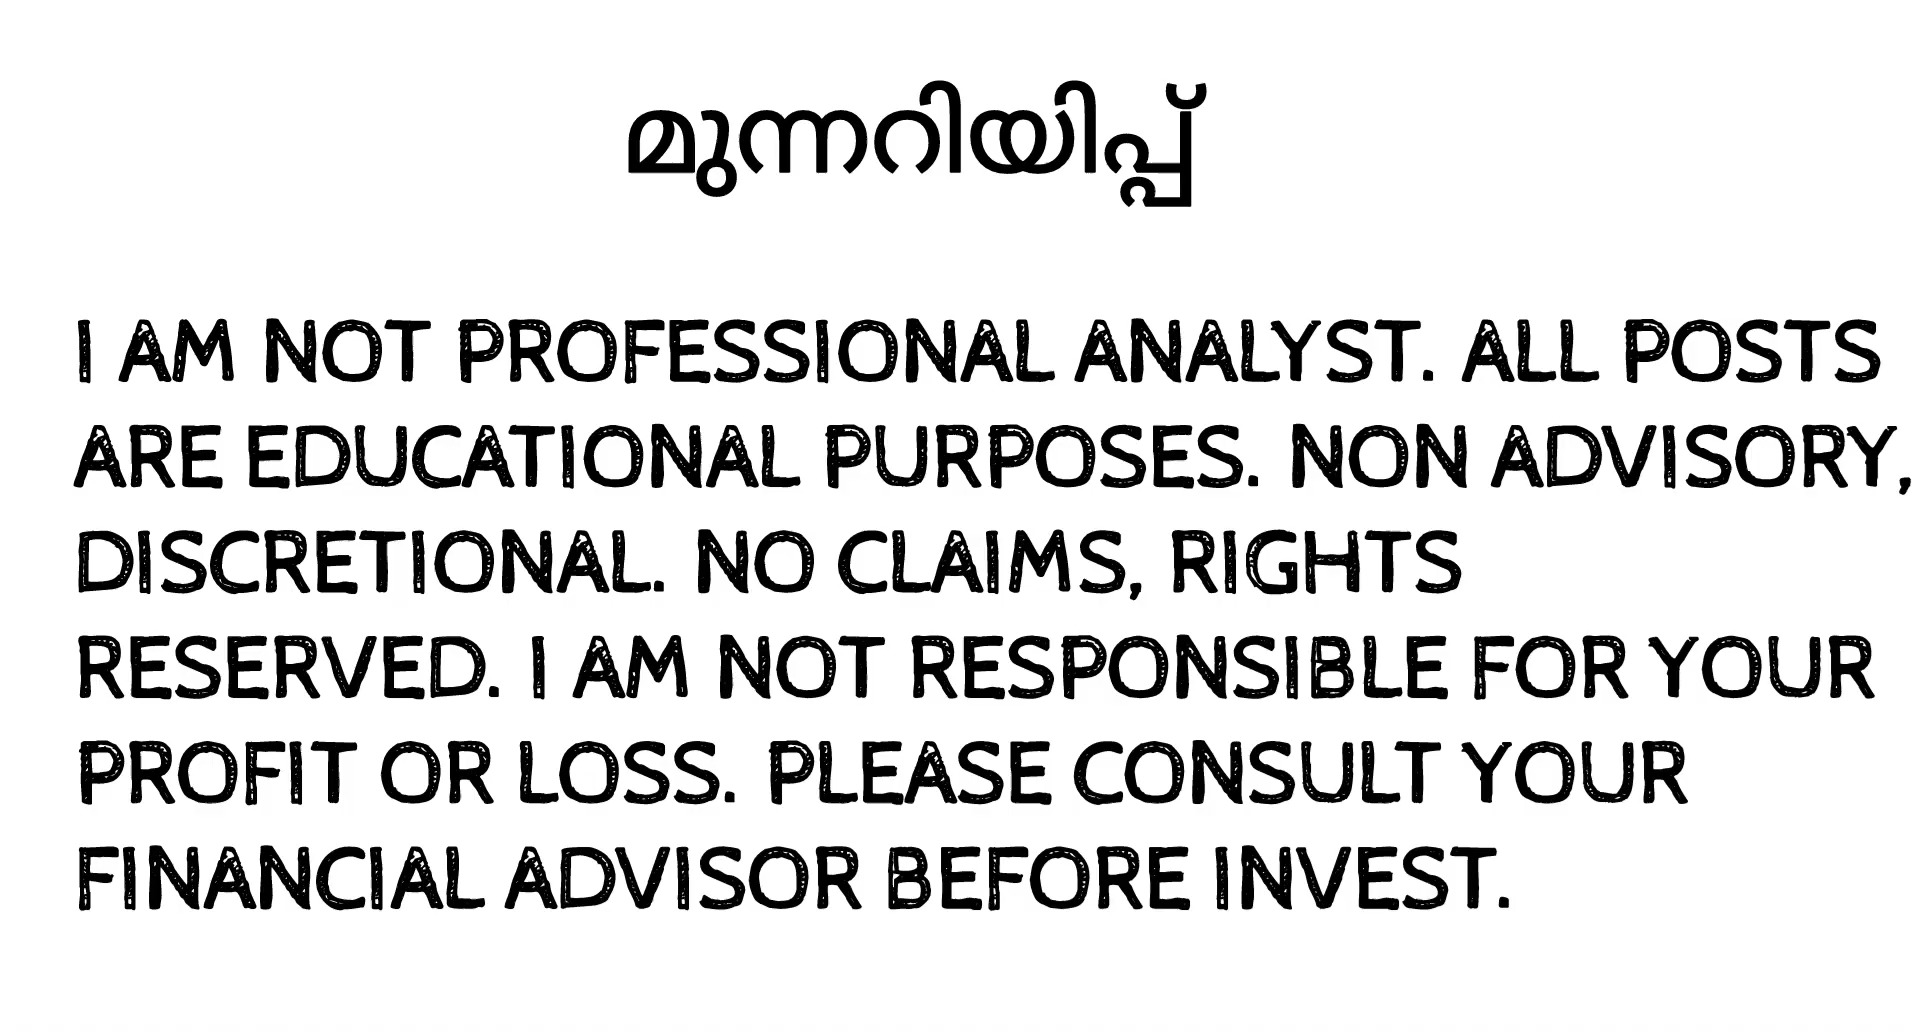 മുന്നറിയിപ്പ്
I AM NOT PROFESSIONAL ANALYST. ALL POSTS
ARE EDUCATIONAL PURPOSES. NON ADVISORY,
DISCRETIONAL. NO CLAIMS, RIGHTS
RESERVED. I AM NOT RESPONSIBLE FOR YOUR
PROFIT OR LOSS. PLEASE CONSULT YOUR
FINANCIAL ADVISOR BEFORE INVEST.